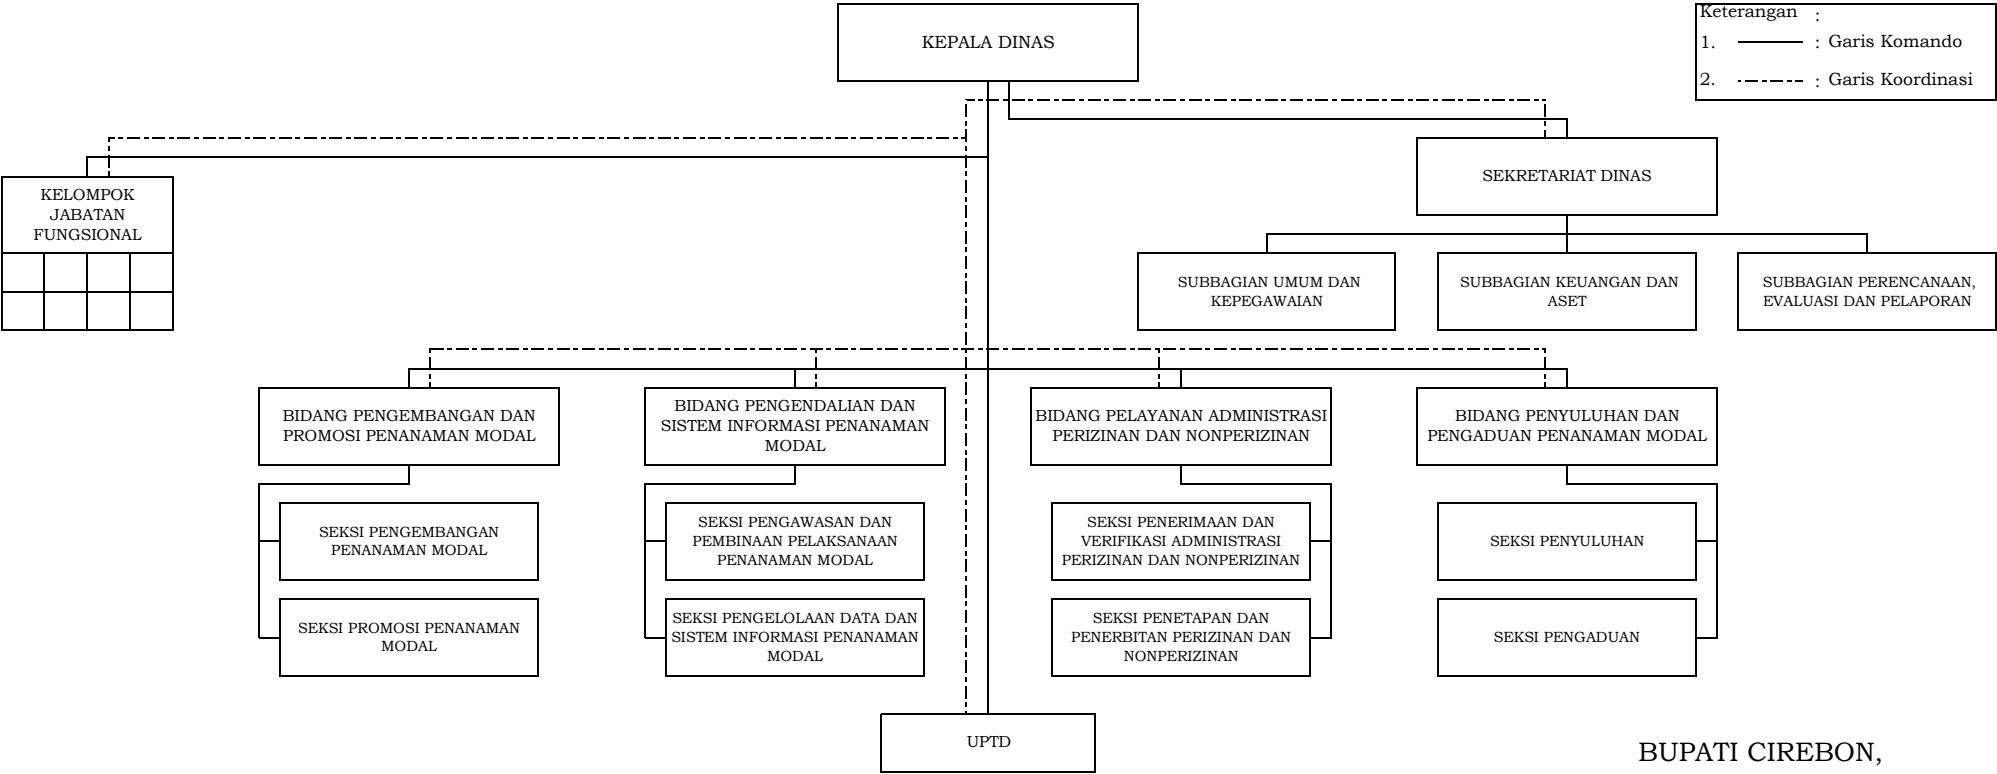 KEPALA DINAS
Keterangan :
1. : Garis Komando
2. : Garis Koordinasi
KELOMPOK
JABATAN
FUNGSIONAL
SEKRETARIAT DINAS
SUBBAGIAN UMUM DAN
KEPEGAWAIAN
SUBBAGIAN KEUANGAN DAN
ASET
SUBBAGIAN PERENCANAAN,
EVALUASI DAN PELAPORAN
BIDANG PENGEMBANGAN DAN
PROMOSI PENANAMAN MODAL
BIDANG PENGENDALIAN DAN
SISTEM INFORMASI PENANAMAN
MODAL
BIDANG PELAYANAN ADMINISTRASI
PERIZINAN DAN NONPERIZINAN
BIDANG PENYULUHAN DAN
PENGADUAN PENANAMAN MODAL
SEKSI PENGEMBANGAN
PENANAMAN MODAL
SEKSI PENGAWASAN DAN
PEMBINAAN PELAKSANAAN
PENANAMAN MODAL
SEKSI PENERIMAAN DAN
VERIFIKASI ADMINISTRASI
PERIZINAN DAN NONPERIZINAN
SEKSI PENYULUHAN
SEKSI PROMOSI PENANAMAN
MODAL
SEKSI PENGELOLAAN DATA DAN
SISTEM INFORMASI PENANAMAN
MODAL
SEKSI PENETAPAN DAN
PENERBITAN PERIZINAN DAN
NONPERIZINAN
SEKSI PENGADUAN
UPTD
BUPATI CIREBON,